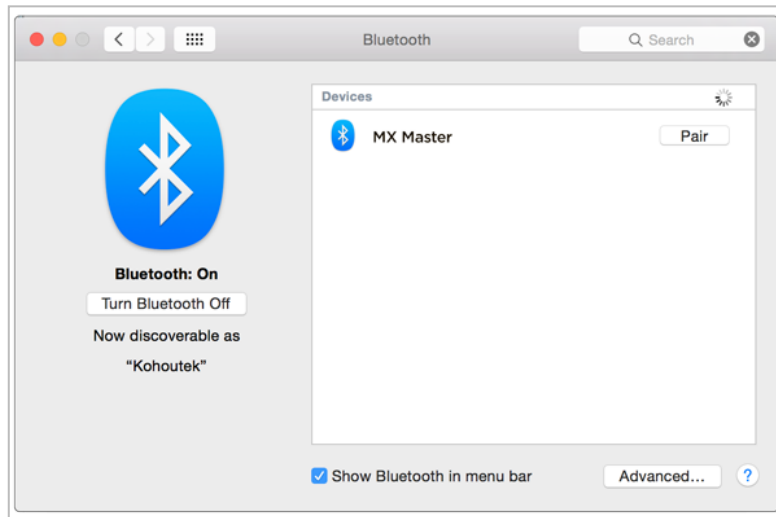 Bluetooth
Search
Devices
MX Master
Pair
Bluetooth: On
Turn Bluetooth Off
Now discoverable as
“Kohoutek”
Show Bluetooth in menu bar
Advanced...
?